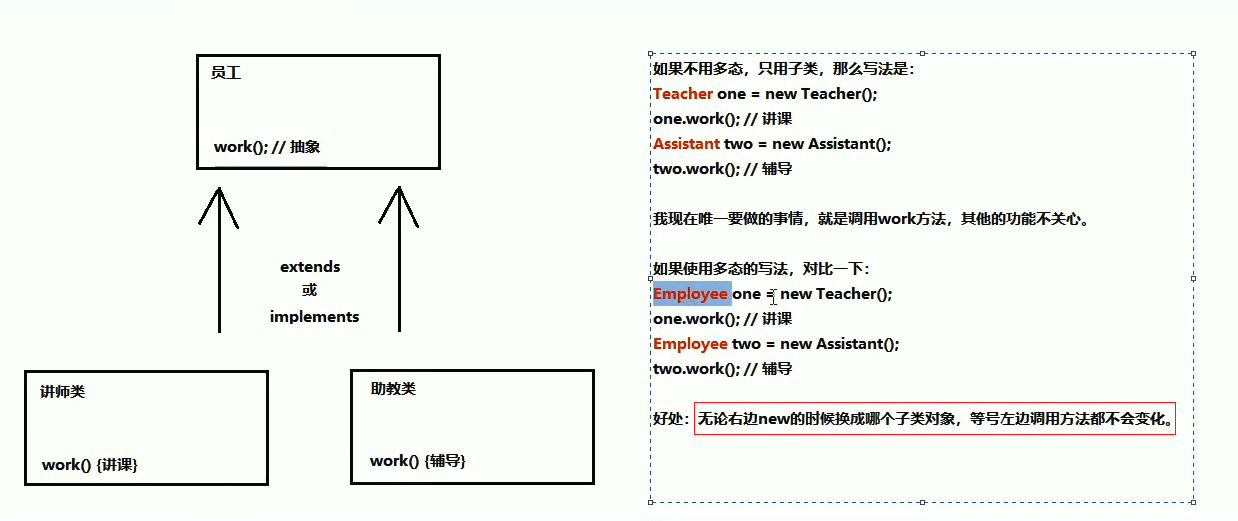 员工
work(); // 抽象
extends
或
implements
讲师类
work() {讲课}
助教类
work() {辅导}
如果不用多态，只用子类，那么写法是：
Teacher one = new Teacher();
one.work(); // 讲课
Assistant two = new Assistant();
two.work(); // 辅导
我现在唯一要做的事情，就是调用work方法，其他的功能不关心。
如果使用多态的写法，对比一下：
Employee one = new Teacher();
one.work(); // 讲课
Employee two = new Assistant();
two.work(); // 辅导
好处：无论右边new的时候换成哪个子类对象，等号左边调用方法都不会变化。